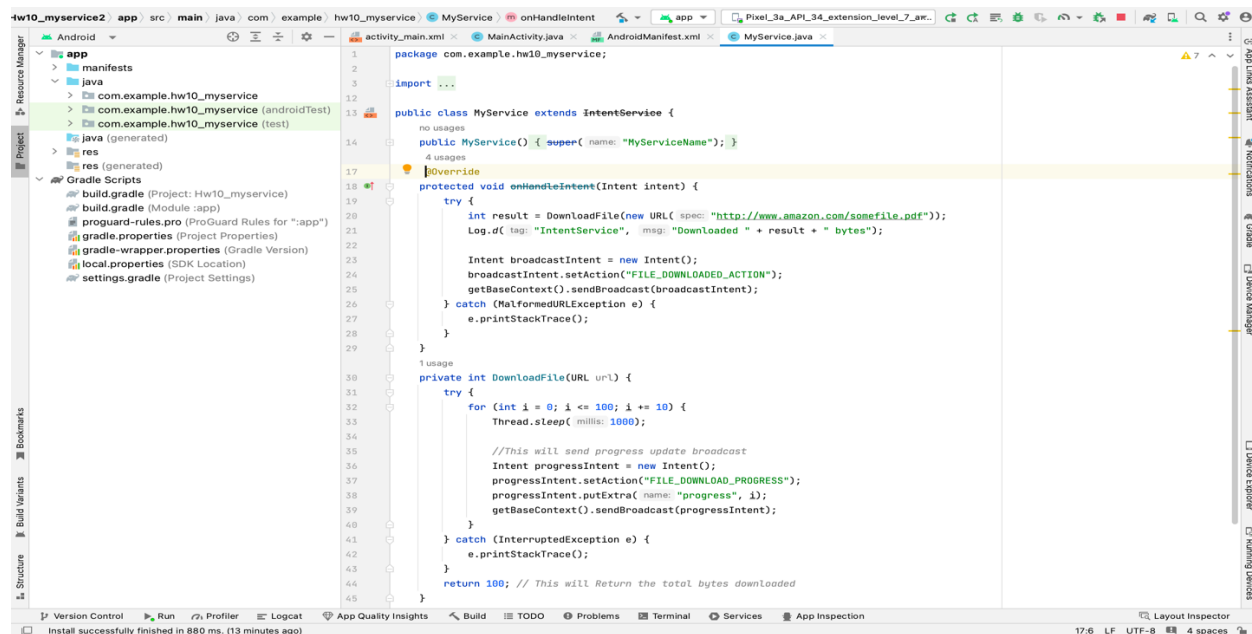 Hw10_myservice2 〉 app 〉 src 〉 main 〉 java 〉 com 〉 example 〉 hw10_myservice 〉 MyService 〉 onHandleIntent
app
Pixel_3a_API_34_extension_level_7_ar...
Android
activity_main.xml
MainActivity.java
AndroidManifest.xml
MyService.java
Resource Manager
Project
Bookmarks
Build Variants
Structure
app
manifests
java
com.example.hw10_myservice
com.example.hw10_myservice (androidTest)
com.example.hw10_myservice (test)
java (generated)
res
res (generated)
Gradle Scripts
build.gradle (Project: Hw10_myservice)
build.gradle (Module :app)
proguard-rules.pro (ProGuard Rules for ":app")
gradle.properties (Project Properties)
gradle-wrapper.properties (Gradle Version)
local.properties (SDK Location)
settings.gradle (Project Settings)
7
1 package com.example.hw10_myservice;
2
3 import ...
12
13 public class MyService extends IntentService {
no usages
14 public MyService() { super( name: "MyServiceName"); }
4 usages
17 @Override
18 protected void onHandleIntent(Intent intent) {
19 try {
20 int result = DownloadFile(new URL( spec: "http://www.amazon.com/somefile.pdf"));
21 Log.d( tag: "IntentService", msg: "Downloaded " + result + " bytes");
22
23 Intent broadcastIntent = new Intent();
24 broadcastIntent.setAction("FILE_DOWNLOADED_ACTION");
25 getBaseContext().sendBroadcast(broadcastIntent);
26 } catch (MalformedURLException e) {
27 e.printStackTrace();
28 }
29 }
1 usage
30 private int DownloadFile(URL url) {
31 try {
32 for (int i = 0; i <= 100; i += 10) {
33 Thread.sleep( millis: 1000);
34
35 //This will send progress update broadcast
36 Intent progressIntent = new Intent();
37 progressIntent.setAction("FILE_DOWNLOAD_PROGRESS");
38 progressIntent.putExtra( name: "progress", i);
39 getBaseContext().sendBroadcast(progressIntent);
40 }
41 } catch (InterruptedException e) {
42 e.printStackTrace();
43 }
44 return 100; // This will Return the total bytes downloaded
45 }
App Links Assistant
Notifications
Gradle
Device Manager
Device Explorer
Running Devices
Version Control
Run
Profiler
Logcat
App Quality Insights
Build
TODO
Problems
Terminal
Services
App Inspection
Layout Inspector
Install successfully finished in 880 ms. (13 minutes ago)
17:6 LF UTF-8 4 spaces